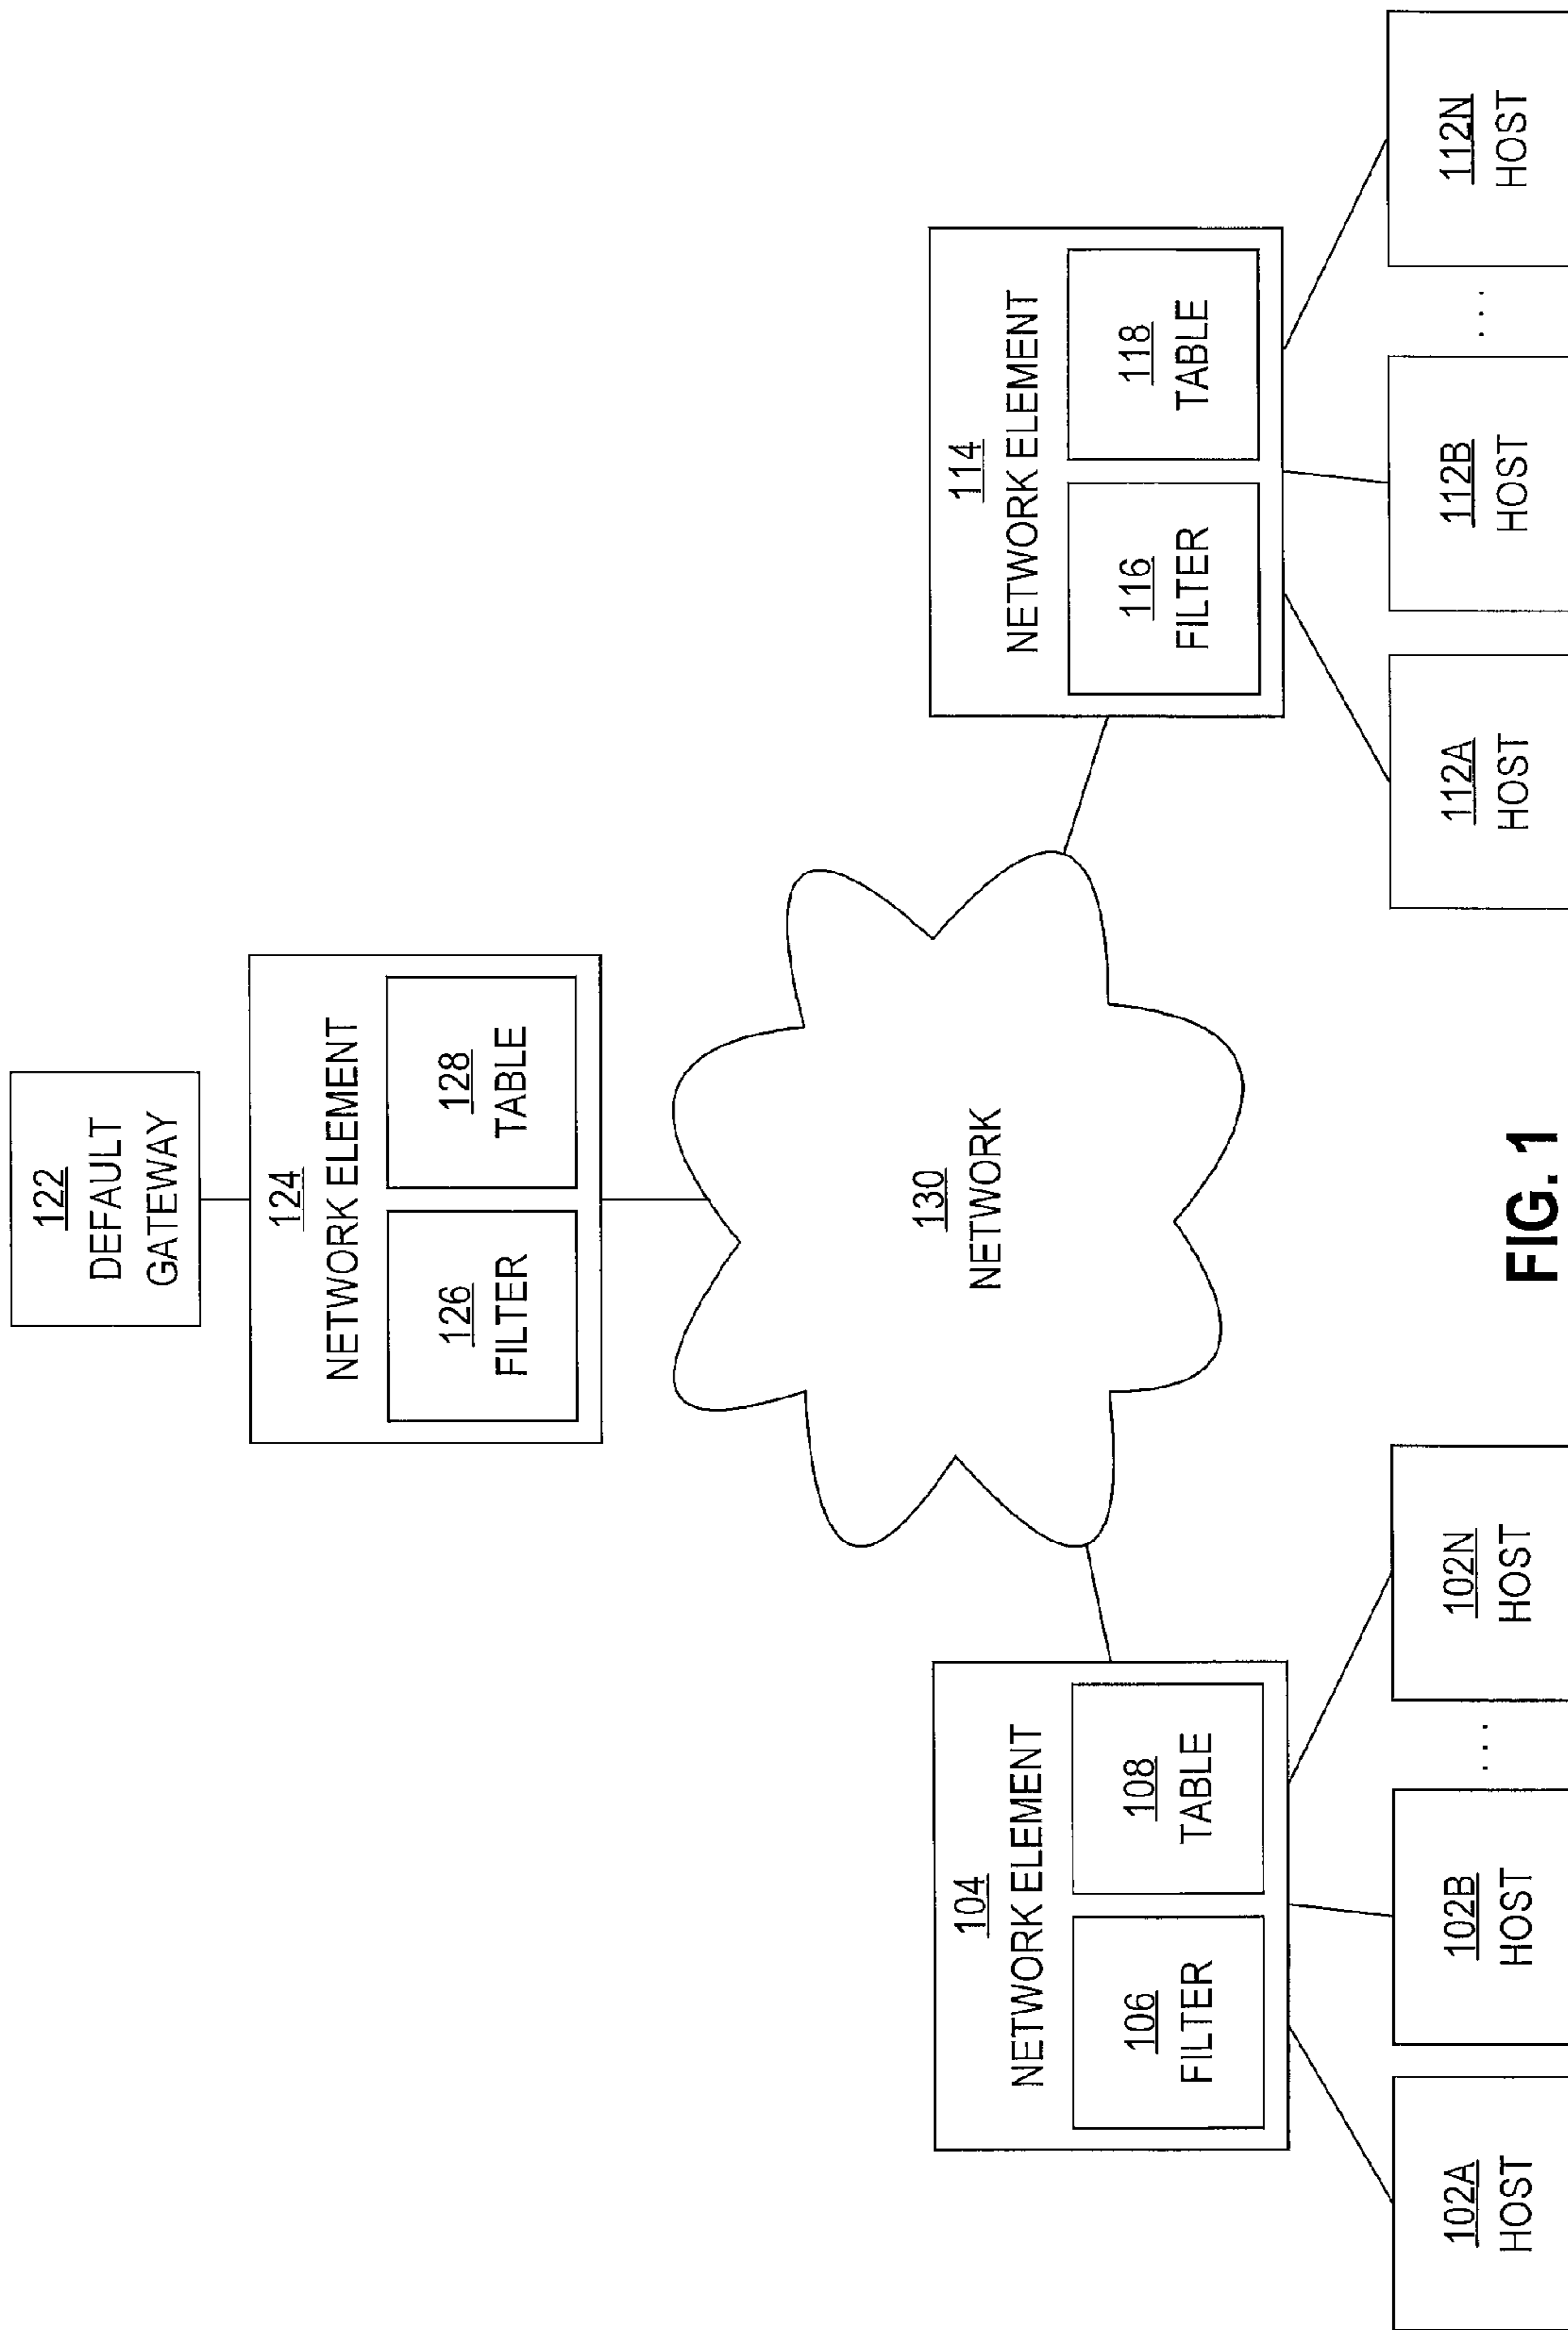 122
DEFAULT
GATEWAY
124
NETWORK ELEMENT
126
FILTER
128
TABLE
130
NETWORK
104
NETWORK ELEMENT
106
FILTER
108
TABLE
114
NETWORK ELEMENT
116
FILTER
118
TABLE
102A
HOST
102B
HOST
...
102N
HOST
112A
HOST
112B
HOST
...
112N
HOST
FIG. 1